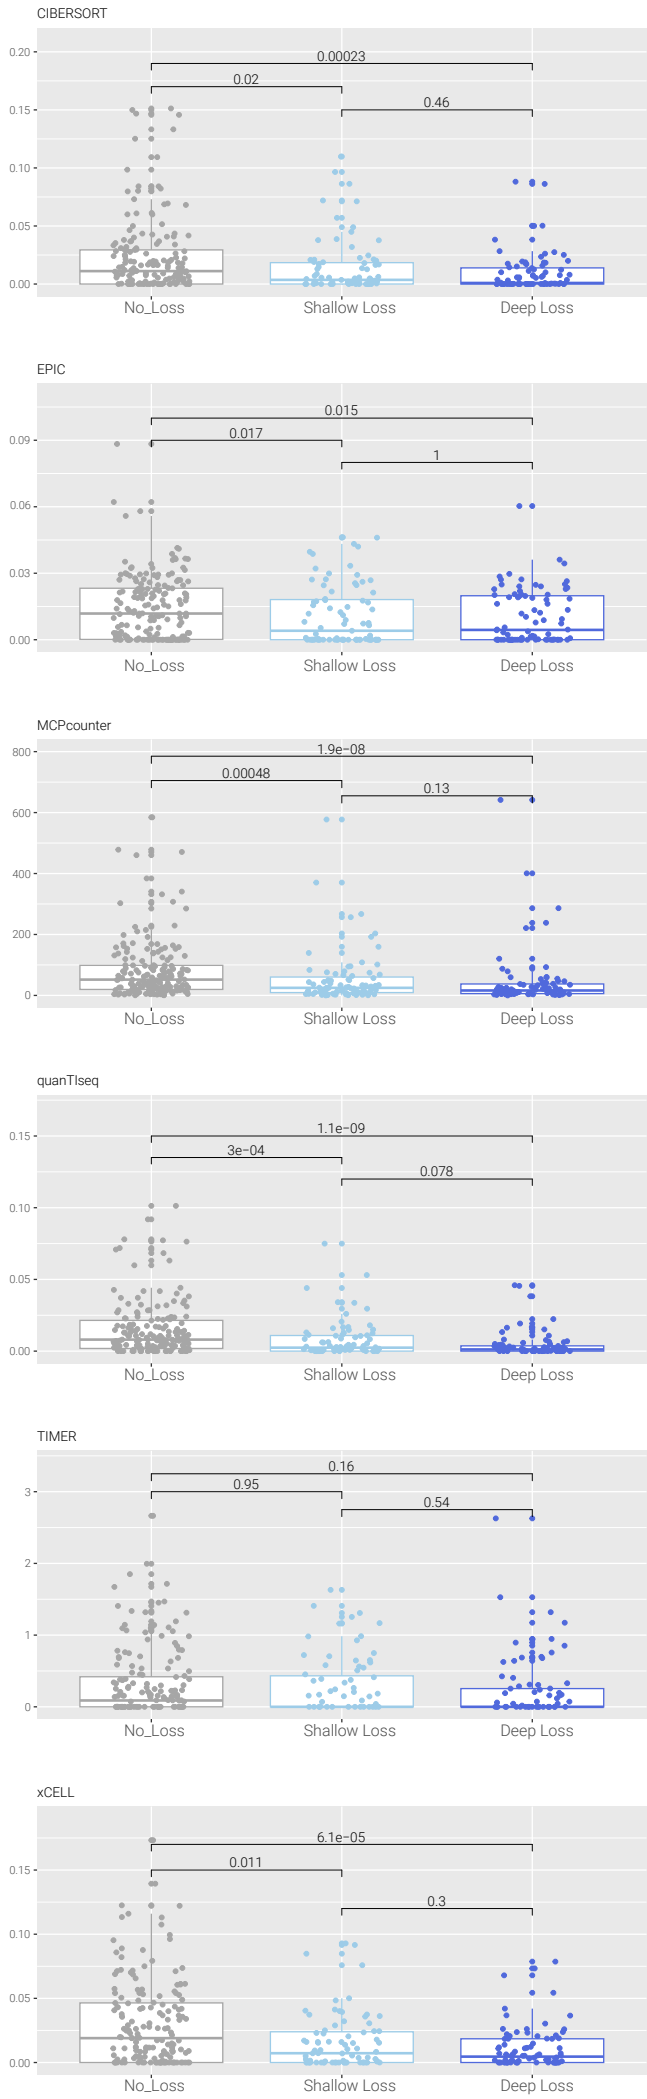 CIBERSORT
0.20
0.00023
0.02
0.46
0.15
0.10
0.05
0.00
No_Loss Shallow Loss Deep Loss
EPIC
0.015
0.017
1
0.09
0.06
0.03
0.00
No_Loss Shallow Loss Deep Loss
MCPcounter
800
1.9e−08
0.00048
0.13
600
400
200
0
No_Loss Shallow Loss Deep Loss
quanTIseq
0.15
1.1e−09
3e−04
0.078
0.10
0.05
0.00
No_Loss Shallow Loss Deep Loss
TIMER
0.16
0.95
0.54
3
2
1
0
No_Loss Shallow Loss Deep Loss
xCELL
6.1e−05
0.011
0.3
0.15
0.10
0.05
0.00
No_Loss Shallow Loss Deep Loss